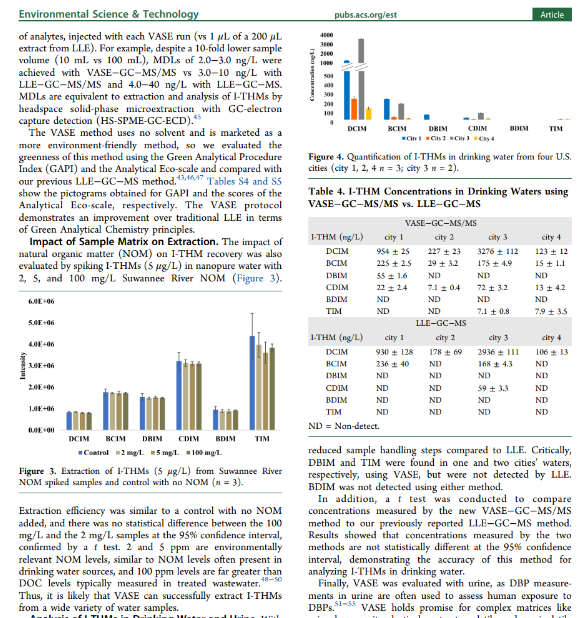 Environmental Science & Technology
pubs.acs.org/est
Article
of analytes, injected with each VASE run (vs 1 μL of a 200 μL
extract from LLE). For example, despite a 10-fold lower sample
volume (10 mL vs 100 mL), MDLs of 2.0−3.0 ng/L were
achieved with VASE−GC−MS/MS vs 3.0−10 ng/L with
LLE−GC−MS/MS and 4.0−40 ng/L with LLE−GC−MS.
MDLs are equivalent to extraction and analysis of I-THMs by
headspace solid-phase microextraction with GC-electron
capture detection (HS-SPME-GC-ECD).45
The VASE method uses no solvent and is marketed as a
more environment-friendly method, so we evaluated the
greenness of this method using the Green Analytical Procedure
Index (GAPI) and the Analytical Eco-scale and compared with
our previous LLE−GC−MS method.43,46,47 Tables S4 and S5
show the pictograms obtained for GAPI and the scores of the
Analytical Eco-scale, respectively. The VASE protocol
demonstrates an improvement over traditional LLE in terms
of Green Analytical Chemistry principles.
Impact of Sample Matrix on Extraction. The impact of
natural organic matter (NOM) on I-THM recovery was also
evaluated by spiking I-THMs (5 μg/L) in nanopure water with
2, 5, and 100 mg/L Suwannee River NOM (Figure 3).
6.0E+06
5.0E+06
4.0E+06
3.0E+06
2.0E+06
1.0E+06
0.0E+00
Intensity
DCIM BCIM DBIM CDIM BDIM TIM
Control 2 mg/L 5 mg/L 100 mg/L
Figure 3. Extraction of I-THMs (5 μg/L) from Suwannee River
NOM spiked samples and control with no NOM (n = 3).
Extraction efficiency was similar to a control with no NOM
added, and there was no statistical difference between the 100
mg/L and the 2 mg/L samples at the 95% confidence interval,
confirmed by a t test. 2 and 5 ppm are environmentally
relevant NOM levels, similar to NOM levels often present in
drinking water sources, and 100 ppm levels are far greater than
DOC levels typically measured in treated wastewater.48−50
Thus, it is likely that VASE can successfully extract I-THMs
from a wide variety of water samples.
4000
3000
2000
1000
500
400
300
200
100
0
Concentration (ng/L)
DCIM BCIM DBIM CDIM BDIM TIM
City 1 City 2 City 3 City 4
Figure 4. Quantification of I-THMs in drinking water from four U.S.
cities (city 1, 2, 4 n = 3; city 3 n = 2).
Table 4. I-THM Concentrations in Drinking Waters using
VASE−GC−MS/MS vs. LLE−GC−MS
VASE−GC−MS/MS
I-THM (ng/L) city 1 city 2 city 3 city 4
DCIM 954 ± 25 227 ± 23 3276 ± 112 123 ± 12
BCIM 225 ± 2.5 29 ± 3.2 175 ± 4.9 15 ± 1.1
DBIM 55 ± 1.6 ND ND ND
CDIM 22 ± 2.4 7.1 ± 0.4 72 ± 3.2 13 ± 4.2
BDIM ND ND ND ND
TIM ND ND 7.1 ± 0.8 7.9 ± 3.5
LLE−GC−MS
I-THM (ng/L) city 1 city 2 city 3 city 4
DCIM 930 ± 128 178 ± 69 2936 ± 111 106 ± 13
BCIM 236 ± 40 ND 168 ± 4.3 ND
DBIM ND ND ND ND
CDIM ND ND 59 ± 3.3 ND
BDIM ND ND ND ND
TIM ND ND ND ND
ND = Non-detect.
reduced sample handling steps compared to LLE. Critically,
DBIM and TIM were found in one and two cities' waters,
respectively, using VASE, but were not detected by LLE.
BDIM was not detected using either method.
In addition, a t test was conducted to compare
concentrations measured by the new VASE−GC−MS/MS
method to our previously reported LLE−GC−MS method.
Results showed that concentrations measured by the two
methods are not statistically different at the 95% confidence
interval, demonstrating the accuracy of this method for
analyzing I-THMs in drinking water.
Finally, VASE was evaluated with urine, as DBP measure-
ments in urine are often used to assess human exposure to
DBPs.51−55 VASE holds promise for complex matrices like